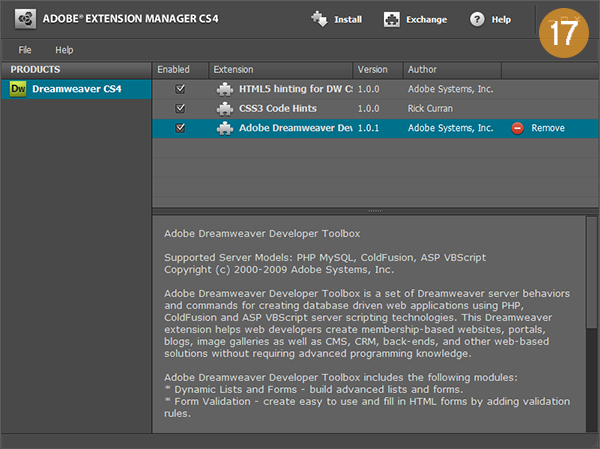 ADOBE® EXTENSION MANAGER CS4
Install
Exchange
Help
17
File
Help
PRODUCTS
Enabled
Extension
Version
Author
Dreamweaver CS4
HTML5 hinting for DW CS
1.0.0
Adobe Systems, Inc.
CSS3 Code Hints
1.0.0
Rick Curran
Adobe Dreamweaver Dev
1.0.1
Adobe Systems, Inc.
Remove
Adobe Dreamweaver Developer Toolbox
Supported Server Models: PHP MySQL, ColdFusion, ASP VBScript
Copyright (c) 2000-2009 Adobe Systems, Inc.
Adobe Dreamweaver Developer Toolbox is a set of Dreamweaver server behaviors
and commands for creating database driven web applications using PHP,
ColdFusion and ASP VBScript server scripting technologies. This Dreamweaver
extension helps web developers create membership-based websites, portals,
blogs, image galleries as well as CMS, CRM, back-ends, and other web-based
solutions without requiring advanced programming knowledge.
Adobe Dreamweaver Developer Toolbox includes the following modules:
* Dynamic Lists and Forms - build advanced lists and forms.
* Form Validation - create easy to use and fill in HTML forms by adding validation
rules.
Dw